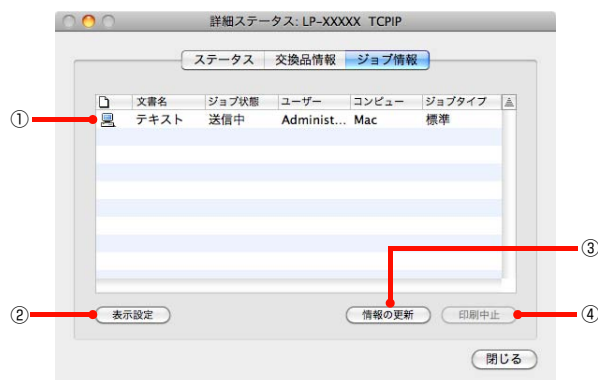 詳細ステータス: LP-XXXXX TCPIP
ステータス 交換品情報 ジョブ情報
文書名 ジョブ状態 ユーザー コンピュー ジョブタイプ
① テキスト 送信中 Administ... Mac 標準
③
② 表示設定 情報の更新 印刷中止 ④
閉じる